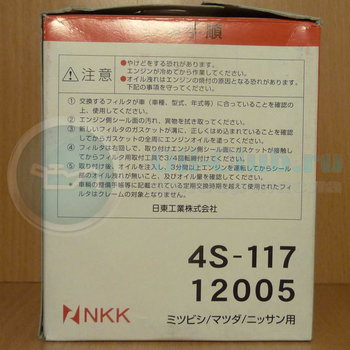 手順
⚠注意
●やけどをする恐れがあります。
エンジンが冷めてから作業してください。
●オイル漏れはエンジンの焼付の原因となる恐れがあります。
下記の事項を守ってください。
① 交換するフィルタが車（車種、型式、年式等）に合っていることを確認の
上、使用してください。
② エンジン側シール面の汚れ、異物を拭き取ってください。
③ 新しいフィルタのガスケットが溝に、正しくはめ込まれていることを確認
してからガスケットの全周にエンジンオイルを塗ってください。
④ フィルタは右回しで、取り付けエンジン側シール面にガスケットが接触し
てからフィルタ用取付工具で3/4回転締付けてください。
⑤ 取り付け後、オイルを注入し、3分間以上エンジンを運転してからシール
部のオイル漏れが無い事、及びオイル量を確認してください。
車輌の整備手帳等に記載されている定期交換時期を越えて使用されたフィ
ルタはクレームの対象となりません。
日東工業株式会社
4S-117
12005
NKK
ミツビシ/マツダ/ニッサン用